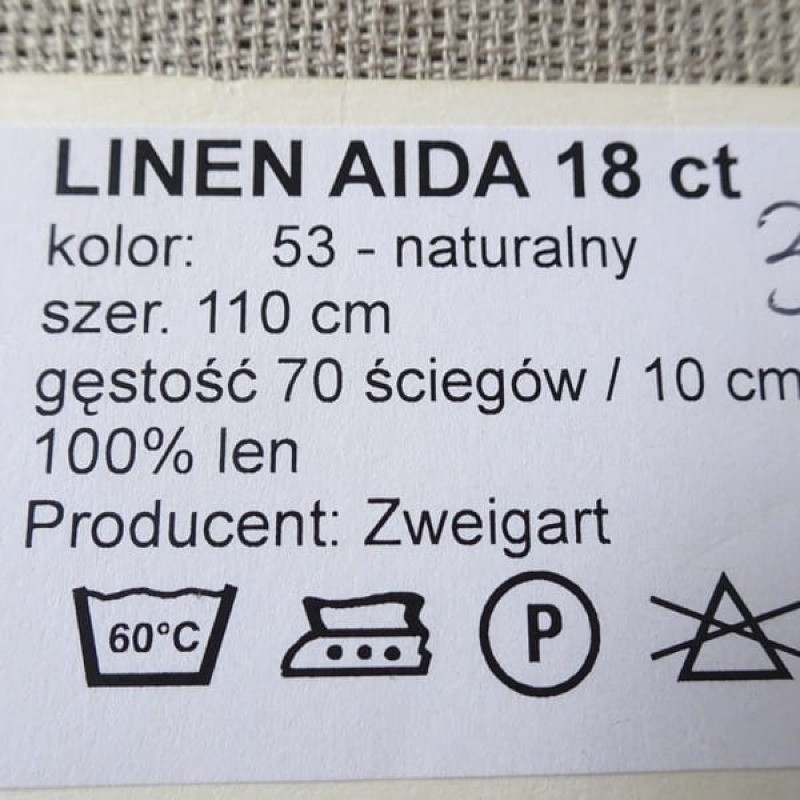 LINEN AIDA 18 ct
kolor: 53 - naturalny
szer. 110 cm
gęstość 70 ściegów / 10 cm
100% len
Producent: Zweigart
60°C
P